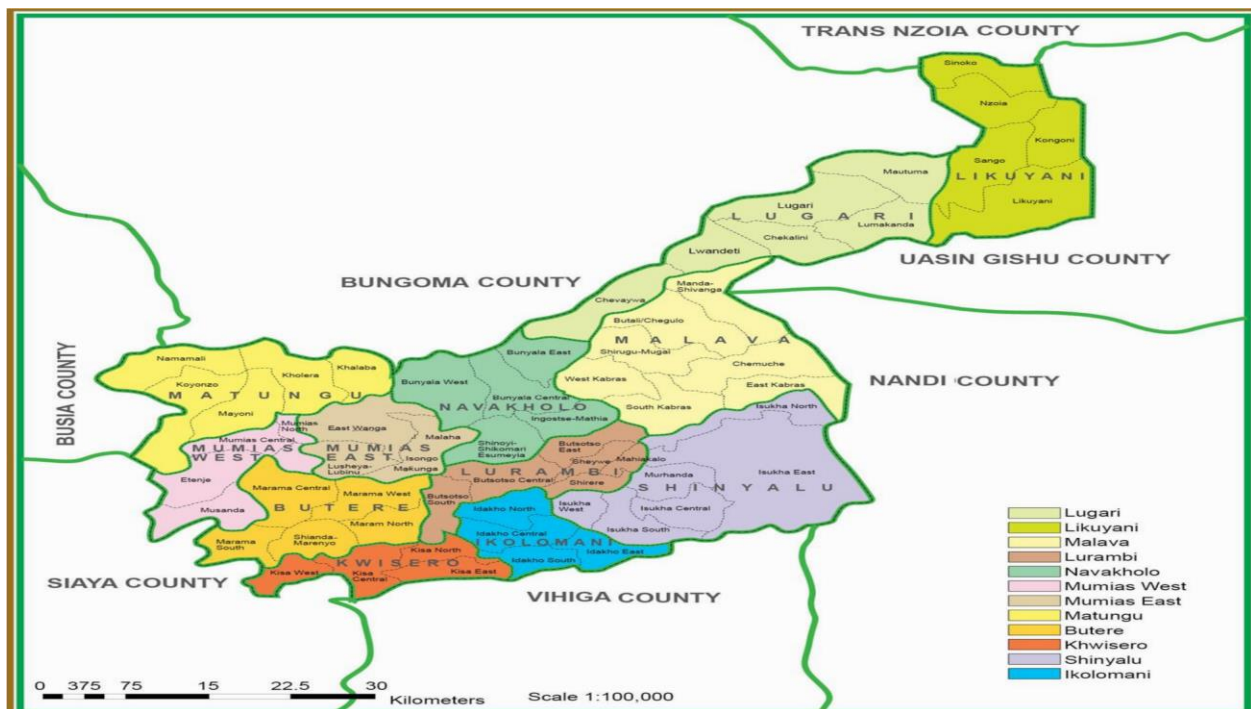 TRANS NZOIA COUNTY
Sinoko
Nzoia
Kongoni
Sango
LIKUYANI
Likuyani
Mautuma
Lugari
LUGARI
Lumakanda
Chekalini
Lwandeti
UASIN GISHU COUNTY
BUNGOMA COUNTY
Chevaywa
Manda-
Shivanga
Butali/Chegulo
MALAVA
Shirugu-Mugal
Chemuche
West Kabras
East Kabras
South Kabras
NANDI COUNTY
BUSIA COUNTY
Namamali
Khalaba
Kholera
Koyonzo
MATUNGU
Mayoni
Bunyala East
Bunyala West
Bunyala Central
NAVAKHOLO
Ingostse-Mathia
Shinoyi-
Shikomari
Esumeyia
Mumias
North
Mumias Central
MUMIAS
WEST
Etenje
Musanda
East Wanga
Malaha
MUMIAS
EAST
Isongo
Lusheya-
Lubinu
Makunga
Butsotso
East
Sheywe
Mahiakalo
LURAMBI
Butsotso Central
Shirere
Butsotso
South
Isukha North
Isukha East
Murhanda
SHINYALU
Isukha
West
Isukha Central
Isukha South
Marama Central
Marama West
BUTERE
Maram North
Marama
South
Shianda-
Marenyo
Idakho North
Idakho Central
IKOLOMANI
Idakho East
Idakho South
Kisa North
KWISERO
Kisa West
Kisa
Central
Kisa East
SIAYA COUNTY
VIHIGA COUNTY
Lugari
Likuyani
Malava
Lurambi
Navakholo
Mumias West
Mumias East
Matungu
Butere
Khwisero
Shinyalu
Ikolomani
0 375 75 15 22.5 30
Kilometers
Scale 1:100,000